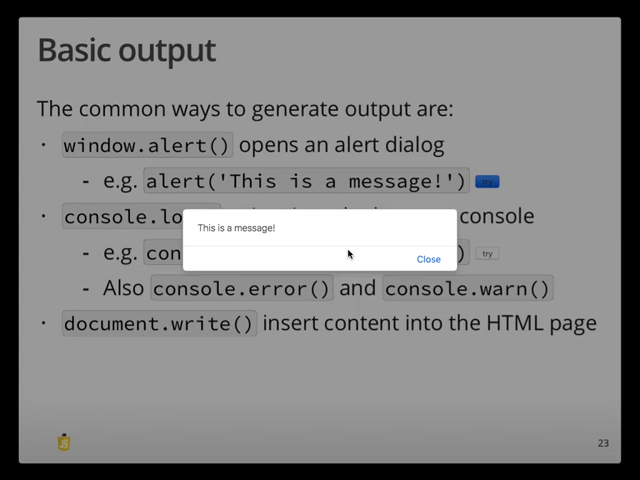 Basic output
The common ways to generate output are:
· window.alert() opens an alert dialog
- e.g. alert('This is a message!') try
· console.lo console
- e.g. con ) try
- Also console.error() and console.warn()
· document.write() insert content into the HTML page
This is a message!
Close
JS
23